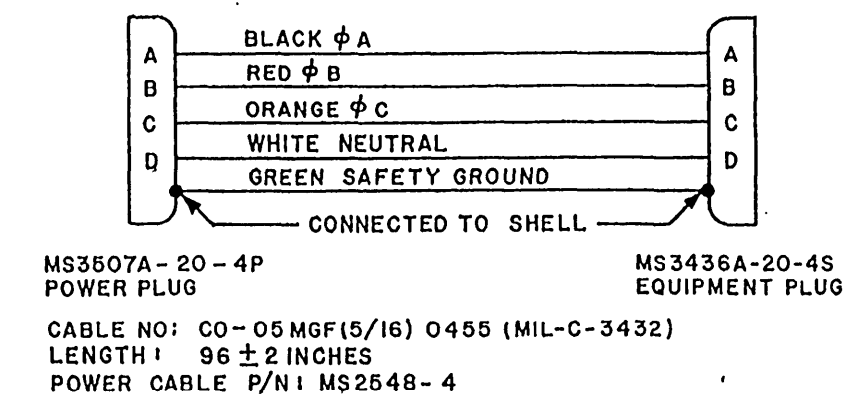 A BLACK ϕ A A
B RED ϕ B B
C ORANGE ϕ C C
D WHITE NEUTRAL D
GREEN SAFETY GROUND
CONNECTED TO SHELL
MS3507A-20-4P
POWER PLUG
MS3436A-20-4S
EQUIPMENT PLUG
CABLE NO: CO-05MGF(5/16) 0455 (MIL-C-3432)
LENGTH: 96 ± 2 INCHES
POWER CABLE P/N: MS2548-4